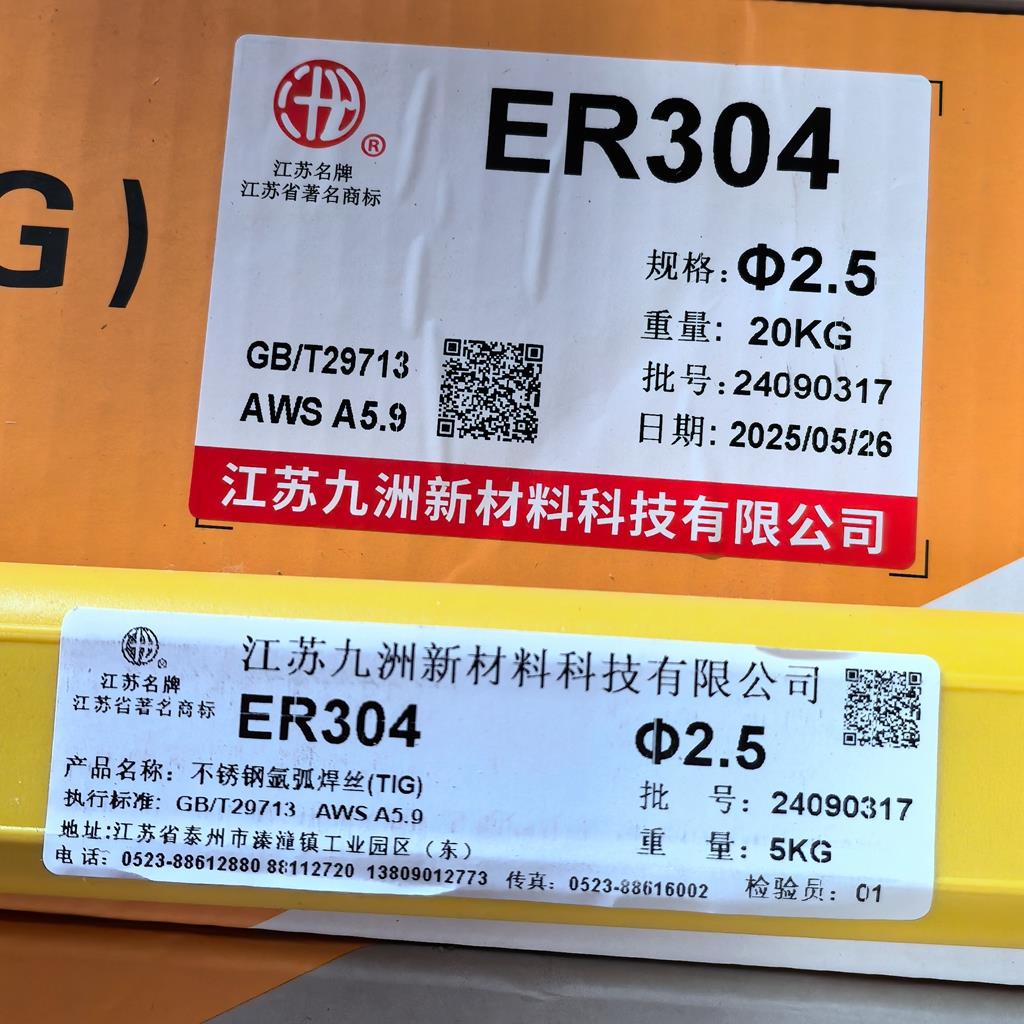 G)
江苏名牌
江苏省著名商标
ER304
规格:Φ2.5
重量: 20KG
批号:24090317
日期: 2025/05/26
GB/T29713
AWS A5.9
江苏九洲新材料科技有限公司
江苏名牌
江苏省著名商标
江苏九洲新材料科技有限公司
ER304
Φ2.5
产品名称: 不锈钢氩弧焊丝(TIG)
执行标准: GB/T29713 AWS A5.9
地址:江苏省泰州市溱潼镇工业园区（东）
电话: 0523-88612880 88112720 13809012773 传真: 0523-88616002
批 号: 24090317
重 量: 5KG
检验员: 01